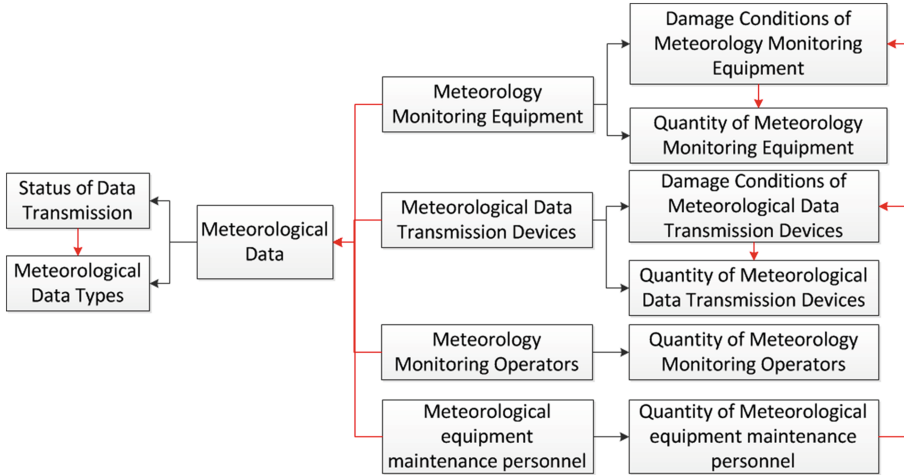 Damage Conditions of
Meteorology Monitoring
Equipment
Meteorology
Monitoring Equipment
Quantity of Meteorology
Monitoring Equipment
Status of Data
Transmission
Meteorological
Data Types
Meteorological
Data
Meteorological Data
Transmission Devices
Damage Conditions of
Meteorological Data
Transmission Devices
Quantity of Meteorological
Data Transmission Devices
Meteorology
Monitoring Operators
Quantity of Meteorology
Monitoring Operators
Meteorological
equipment
maintenance personnel
Quantity of Meteorological
equipment maintenance
personnel